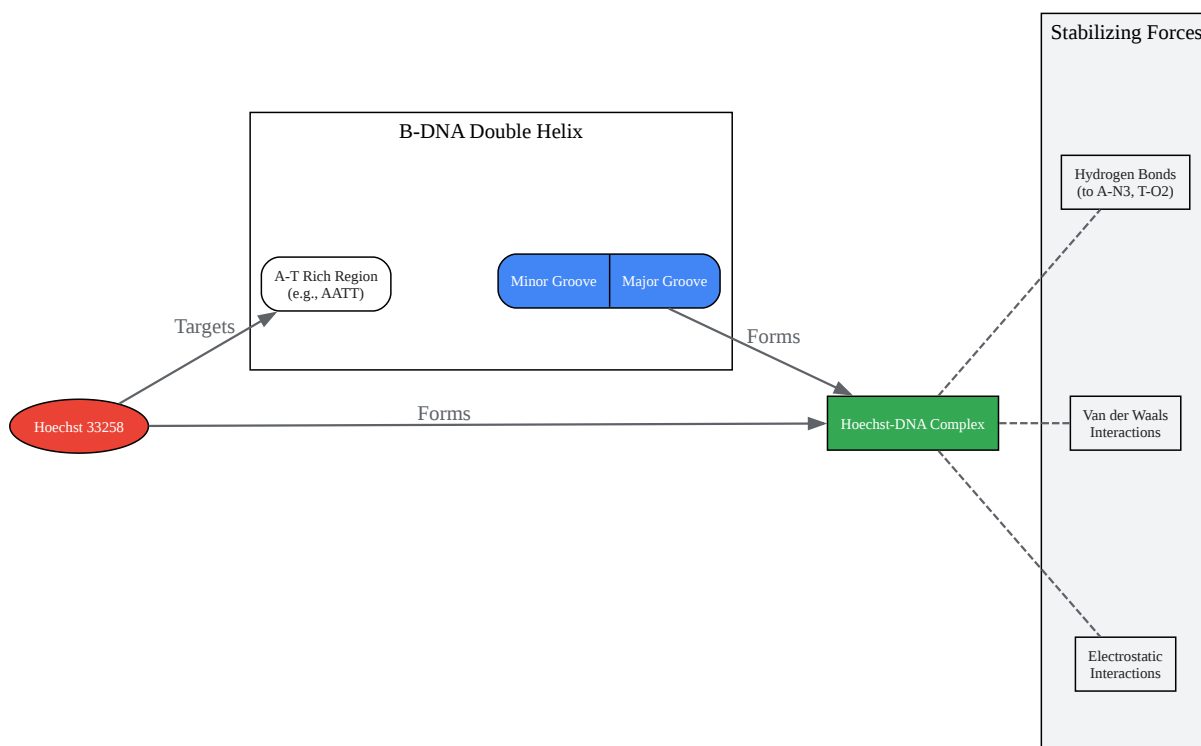 Stabilizing Forces
B-DNA Double Helix
Hydrogen Bonds
(to A-N3, T-O2)
A-T Rich Region
(e.g., AATT)
Minor Groove
Major Groove
Targets
Forms
Forms
Hoechst 33258
Hoechst-DNA Complex
Van der Waals
Interactions
Electrostatic
Interactions